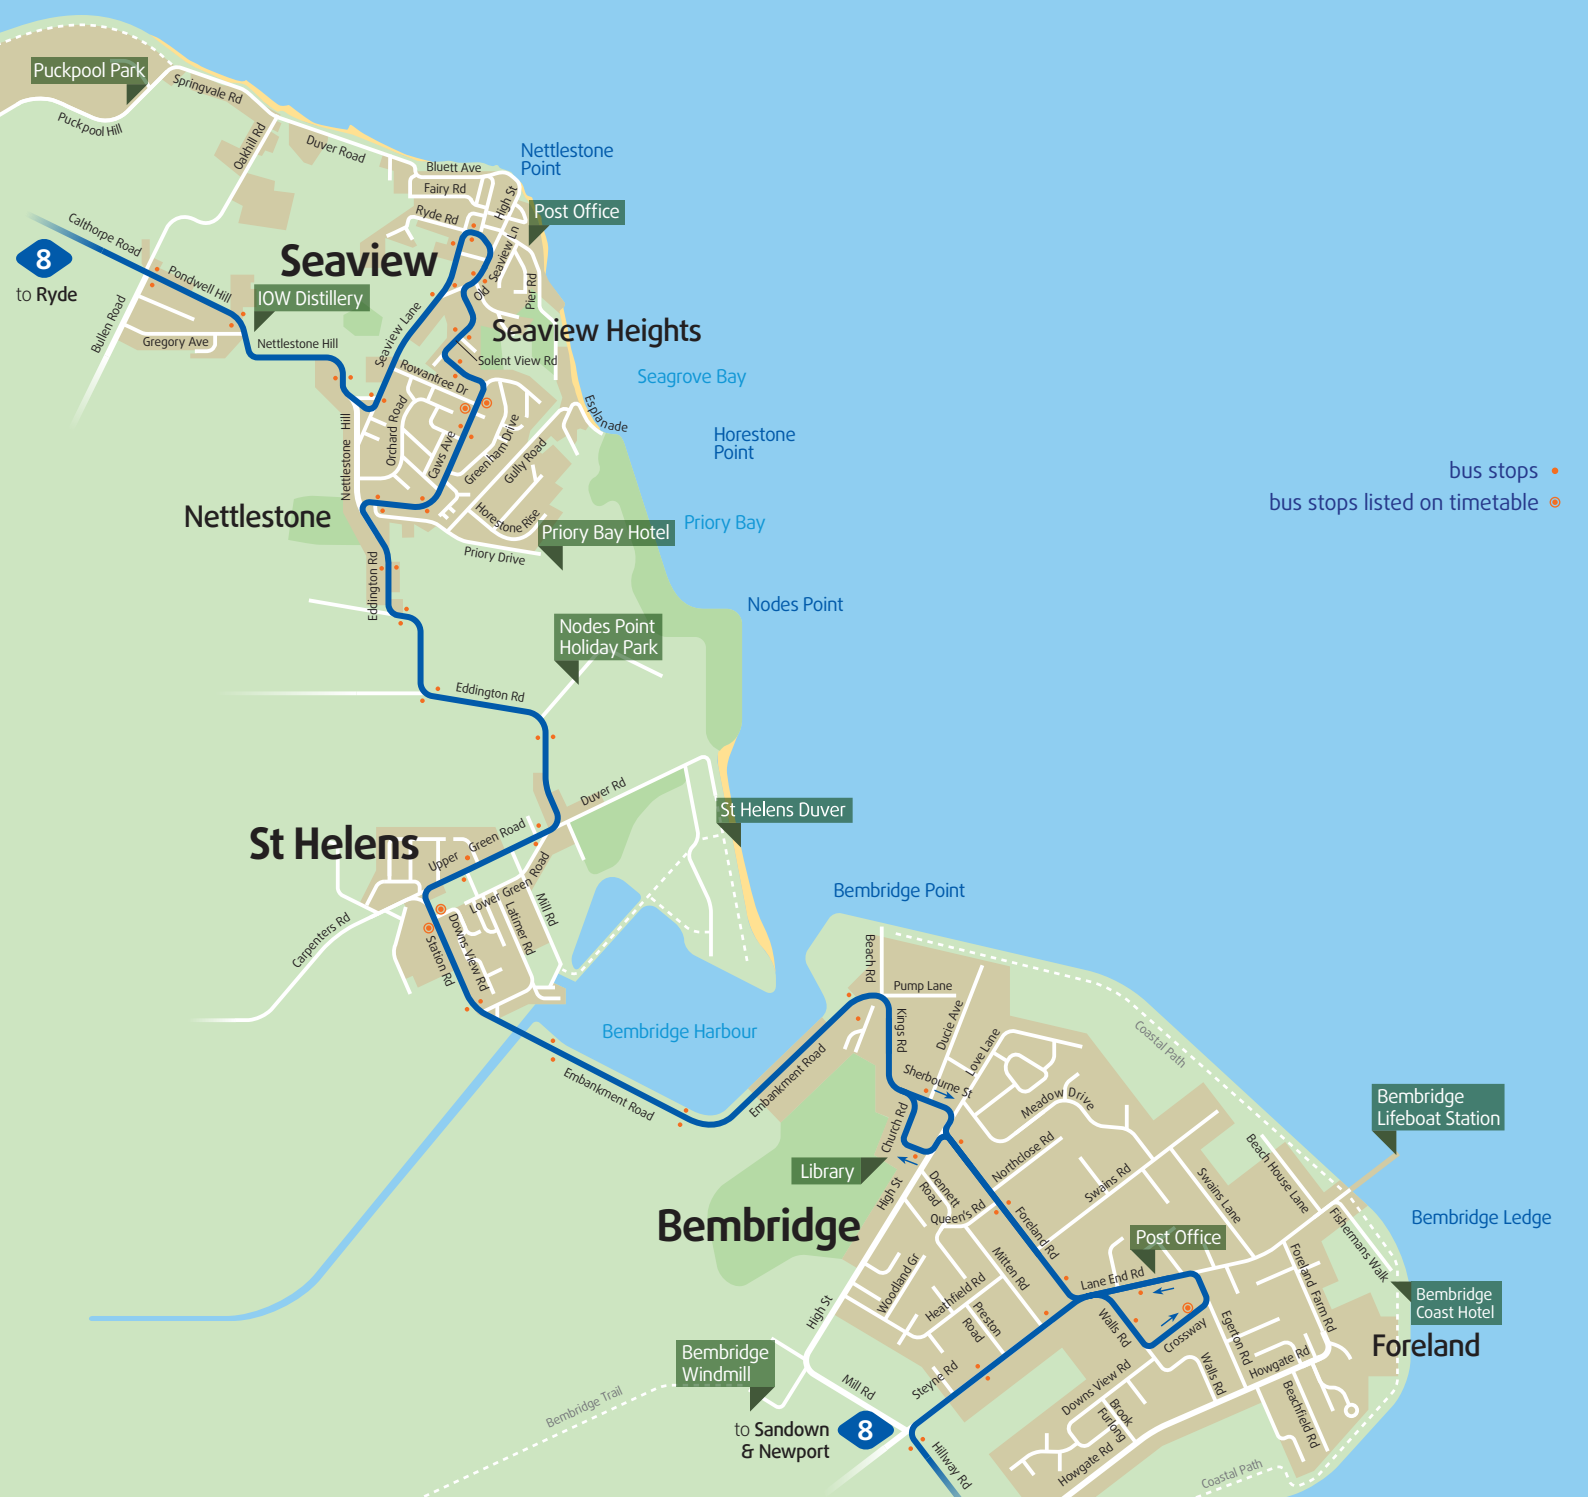 Puckpool Park
Springvale Rd
Puckpool Hill
Oakhill Rd
Duver Road
Bluett Ave
Fairy Rd
Ryde Rd
High St
Nettlestone
Point
Post Office
Calthorpe Road
8
to Ryde
Pondwell Hill
Seaview
Seaview Ln
Old
Pier Rd
IOW Distillery
Bullen Road
Gregory Ave
Nettlestone Hill
Seaview Lane
Seaview Heights
Solent View Rd
Rowantree Dr
Seagrove Bay
Esplanade
Horestone
Point
Nettlestone Hill
Orchard Road
Caws Ave
Greenham Drive
Gully Road
bus stops
bus stops listed on timetable
Nettlestone
Horestone Rise
Priory Bay Hotel
Priory Bay
Priory Drive
Eddington Rd
Nodes Point
Nodes Point
Holiday Park
Eddington Rd
Duver Rd
St Helens Duver
St Helens
Upper Green Road
Lower Green Road
Mill Rd
Latimer Rd
Downs View Rd
Station Rd
Carpenters Rd
Bembridge Point
Beach Rd
Pump Lane
Bembridge Harbour
Embankment Road
Embankment Road
Kings Rd
Ducie Ave
Love Lane
Coastal Path
Sherbourne St
Meadow Drive
Church Rd
Bembridge
Lifeboat Station
Library
High St
Dennett
Road
Northclose Rd
Queen's Rd
Swains Rd
Swains Lane
Beach House Lane
Fishermans Walk
Bembridge Ledge
Bembridge
Foreland Rd
Post Office
Mitten Rd
Lane End Rd
Woodland Gr
Heathfield Rd
Preston
Road
High St
Foreland Farm Rd
Bembridge
Coast Hotel
Foreland
Walls Rd
Crossway
Egerton Rd
Walls Rd
Howgate Rd
Beachfield Rd
Bembridge
Windmill
Mill Rd
Steyne Rd
Downs View Rd
Brook
Furlong
Howgate Rd
Bembridge Trail
to Sandown
& Newport
8
Hillway Rd
Coastal Path